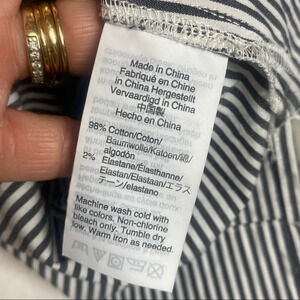 Made in China
Fabriqué en Chine
In China Hergestellt
Vervaardigd in China
中国製
Hecho en China
98% Cotton/Coton/
Baumwolle/Katoen/綿/
algodón
2% Elastane/Élasthanne/
Elastan/Elastaan/エラス
テーン/elastano
Machine wash cold with
like colors. Non-chlorine
bleach only. Tumble dry
low. Warm iron as needed.